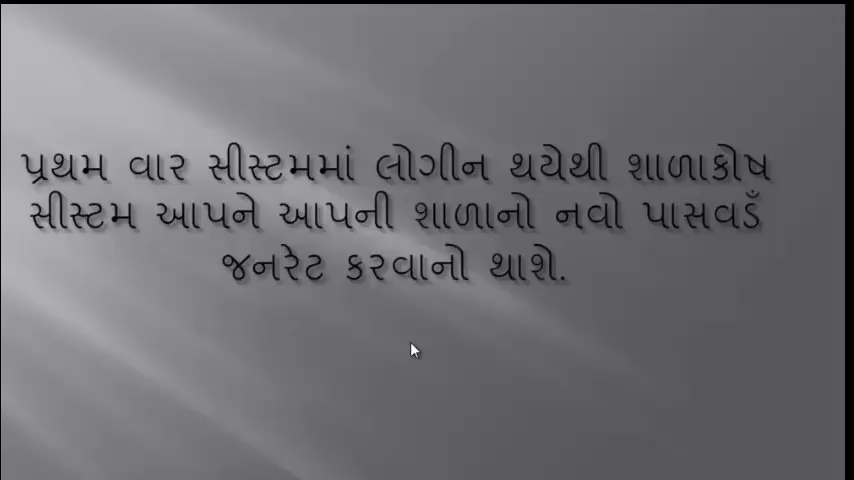 પ્રથમ વાર સીસ્ટમમાં લોગીન થયેથી શાળાકોષ
સીસ્ટમ આપને આપની શાળાનો નવો પાસવર્ડઁ
જનરેટ કરવાનો થાશે.